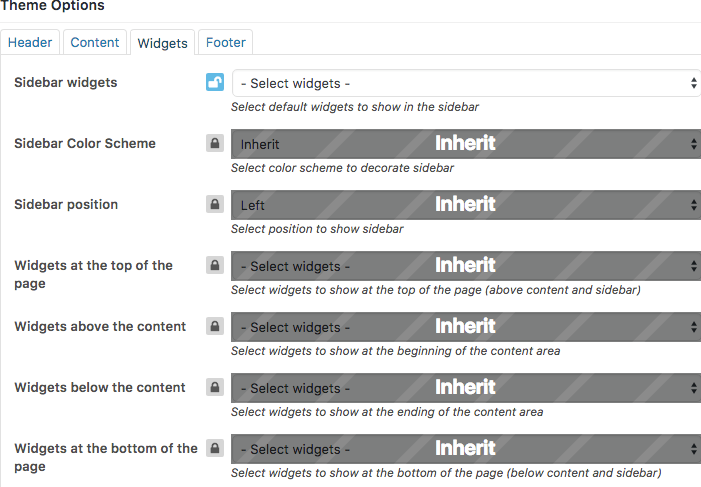 Theme Options
Header Content Widgets Footer
Sidebar widgets - Select widgets -
Select default widgets to show in the sidebar
Sidebar Color Scheme Inherit Inherit
Select color scheme to decorate sidebar
Sidebar position Left Inherit
Select position to show sidebar
Widgets at the top of the page - Select widgets - Inherit
Select widgets to show at the top of the page (above content and sidebar)
Widgets above the content - Select widgets - Inherit
Select widgets to show at the beginning of the content area
Widgets below the content - Select widgets - Inherit
Select widgets to show at the ending of the content area
Widgets at the bottom of the page - Select widgets - Inherit
Select widgets to show at the bottom of the page (below content and sidebar)